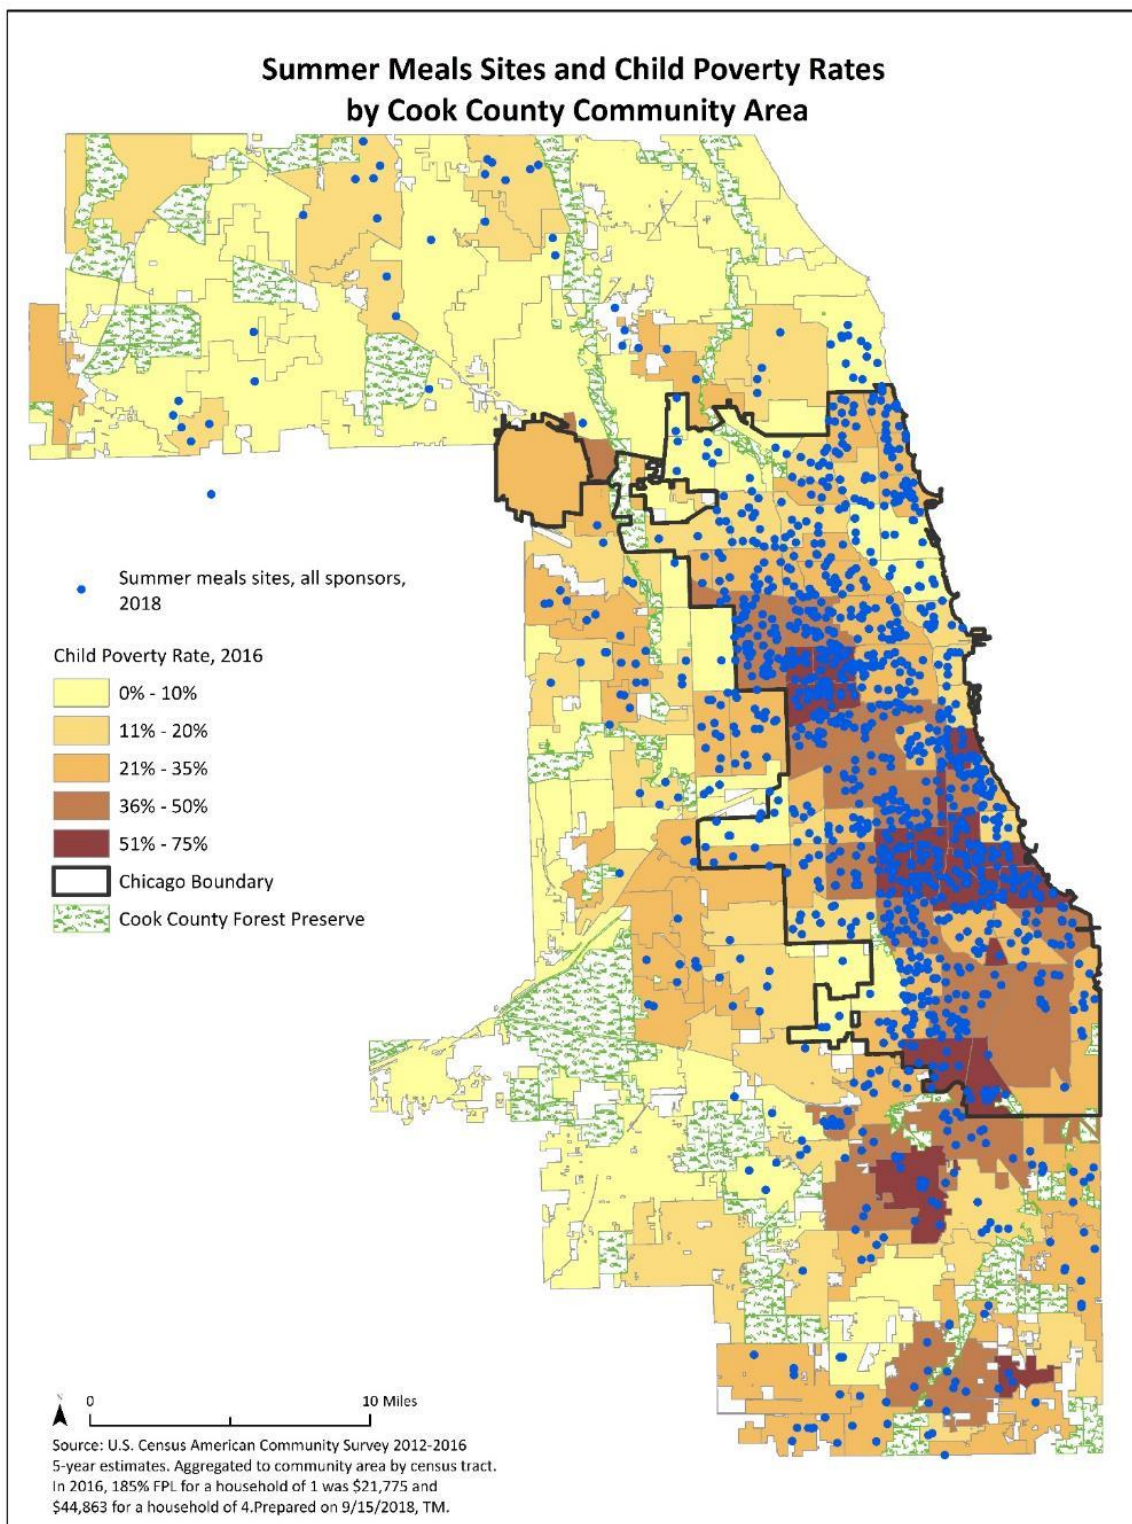 Summer Meals Sites and Child Poverty Rates
by Cook County Community Area
Summer meals sites, all sponsors,
2018
Child Poverty Rate, 2016
0% - 10%
11% - 20%
21% - 35%
36% - 50%
51% - 75%
Chicago Boundary
Cook County Forest Preserve
N
0 10 Miles
Source: U.S. Census American Community Survey 2012-2016
5-year estimates. Aggregated to community area by census tract.
In 2016, 185% FPL for a household of 1 was $21,775 and
$44,863 for a household of 4.Prepared on 9/15/2018, TM.